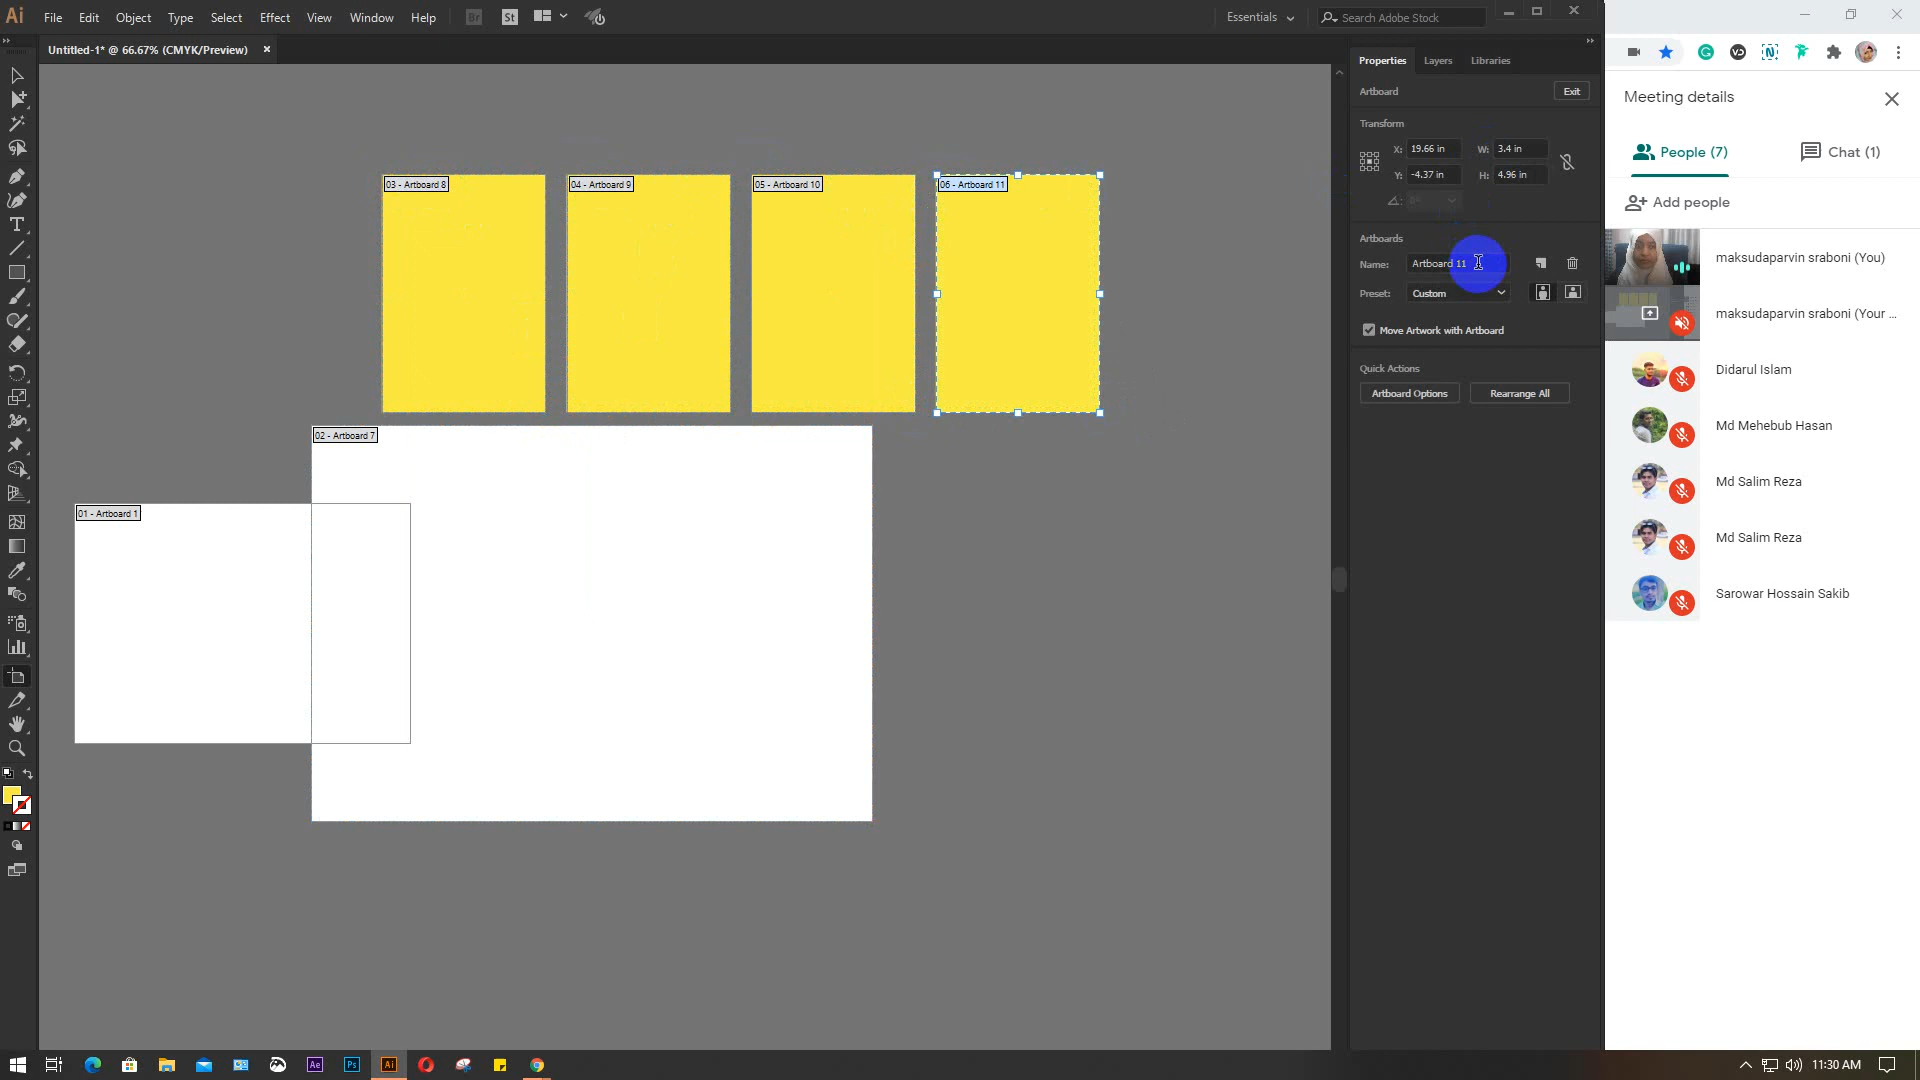 Ai File Edit Object Type Select Effect View Window Help Br St Essentials Search Adobe Stock
Untitled-1* @ 66.67% (CMYK/Preview)
03 - Artboard 8
04 - Artboard 9
05 - Artboard 10
06 - Artboard 11
02 - Artboard 7
01 - Artboard 1
Properties Layers Libraries
Artboard Exit
Transform
X: 19.66 in W: 3.4 in
Y: -4.37 in H: 4.96 in
Artboards
Name: Artboard 11
Preset: Custom
Move Artwork with Artboard
Quick Actions
Artboard Options Rearrange All
Meeting details
People (7) Chat (1)
Add people
maksudaparvin sraboni (You)
maksudaparvin sraboni (Your ...
Didarul Islam
Md Mehebub Hasan
Md Salim Reza
Md Salim Reza
Sarowar Hossain Sakib
Ae Ps Ai 11:30 AM